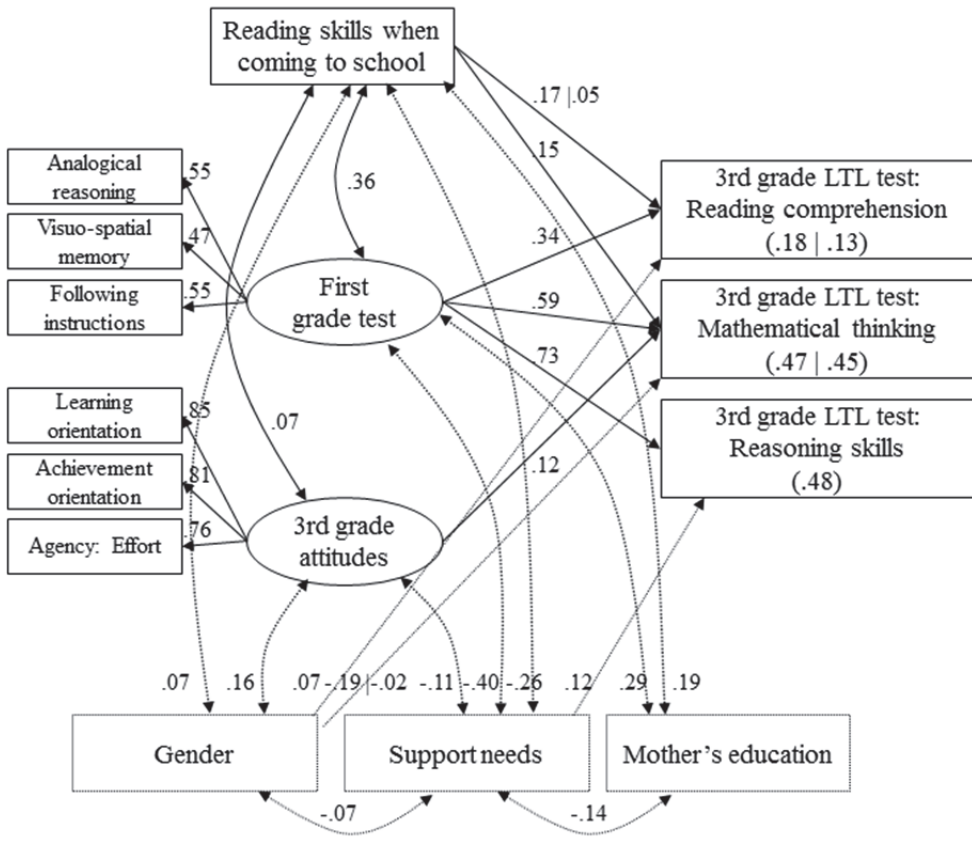 Reading skills when
coming to school
.17 |.05
.15
Analogical
reasoning
.55
.36
3rd grade LTL test:
Reading comprehension
(.18 | .13)
Visuo-spatial
memory
.47
.34
Following
instructions
.55
First
grade test
.59
3rd grade LTL test:
Mathematical thinking
(.47 | .45)
.73
Learning
orientation
.85
.07
3rd grade LTL test:
Reasoning skills
(.48)
Achievement
orientation
.81
.12
Agency: Effort
.76
3rd grade
attitudes
.07 .16 .07 -.19|-.02 -.11 -.40 -.26 .12 .29 .19
Gender
Support needs
Mother's education
-.07
-.14